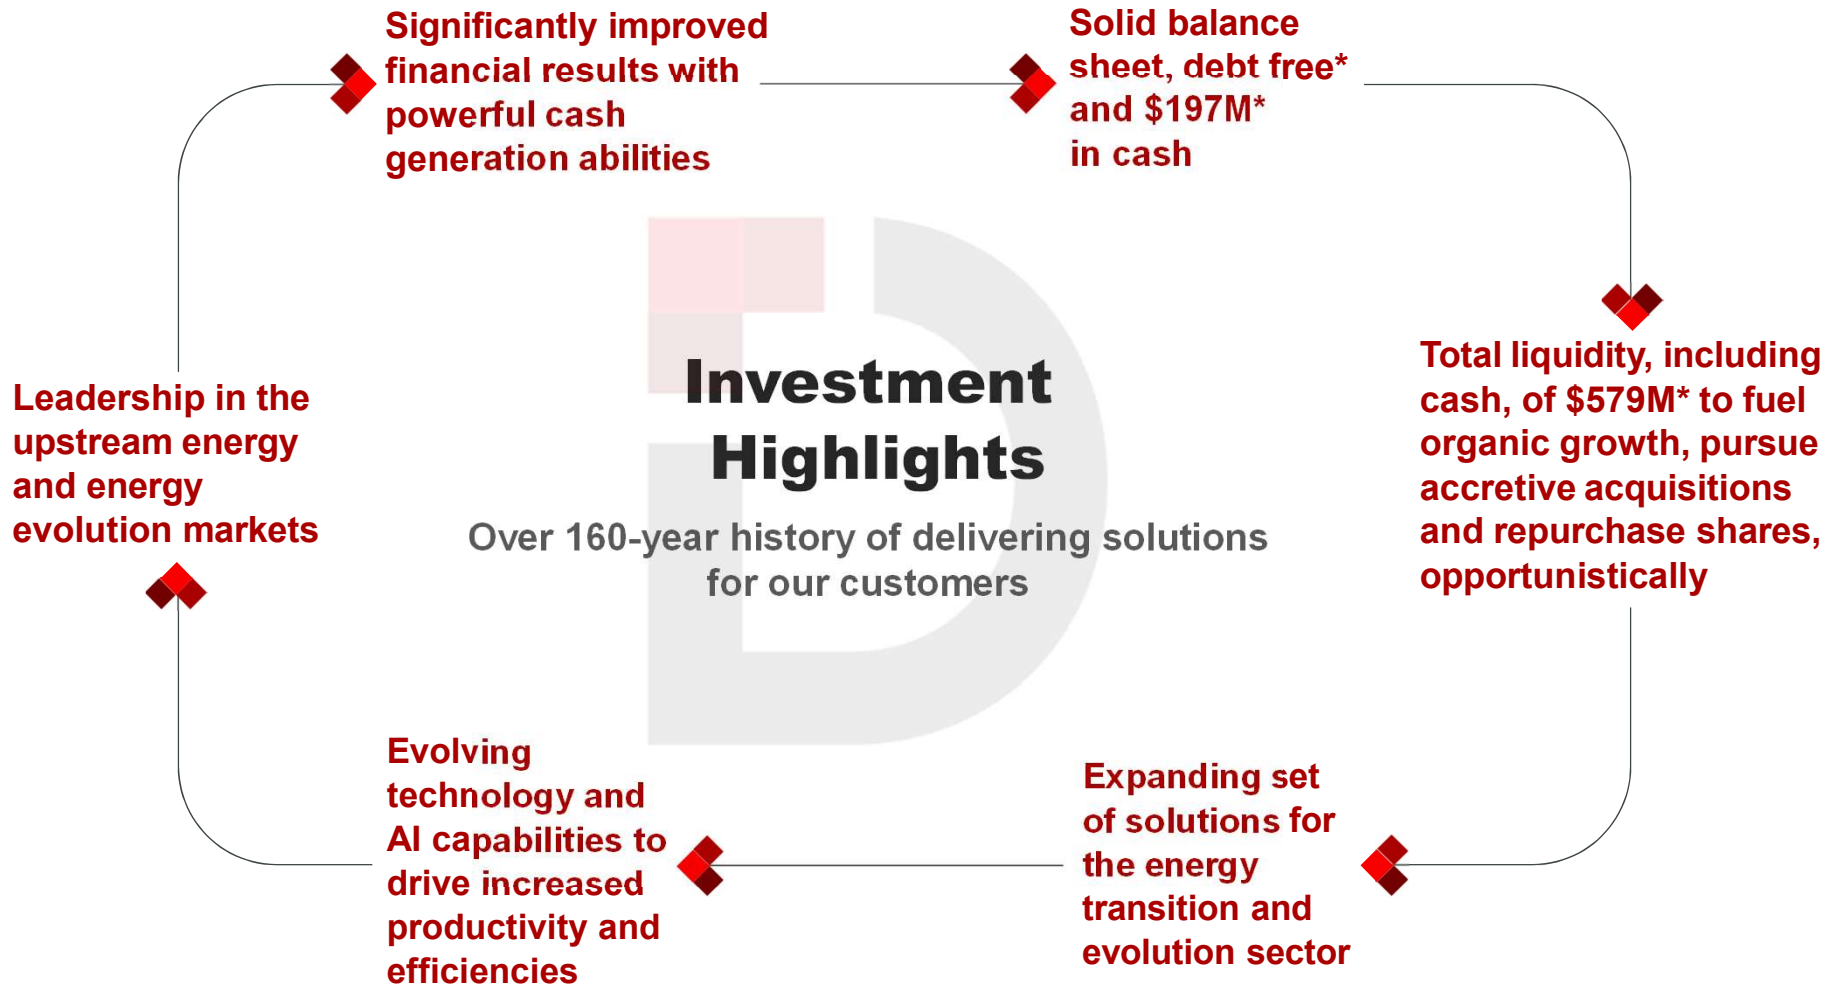 Significantly improved
financial results with
powerful cash
generation abilities
Solid balance
sheet, debt free*
and $197M*
in cash
Total liquidity, including
cash, of $579M* to fuel
organic growth, pursue
accretive acquisitions
and repurchase shares,
opportunistically
Expanding set
of solutions for
the energy
transition and
evolution sector
Evolving
technology and
AI capabilities to
drive increased
productivity and
efficiencies
Leadership in the
upstream energy
and energy
evolution markets
Investment
Highlights
Over 160-year history of delivering solutions
for our customers